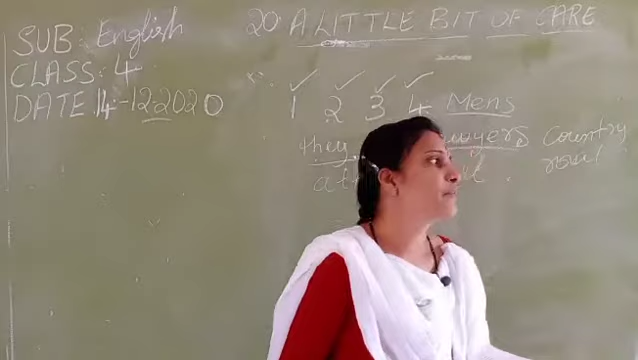 SUB: English
CLASS: 4
DATE 14-12-2020
20. A LITTLE BIT OF CARE
1 2 3 4 Mens
they wyers country
at